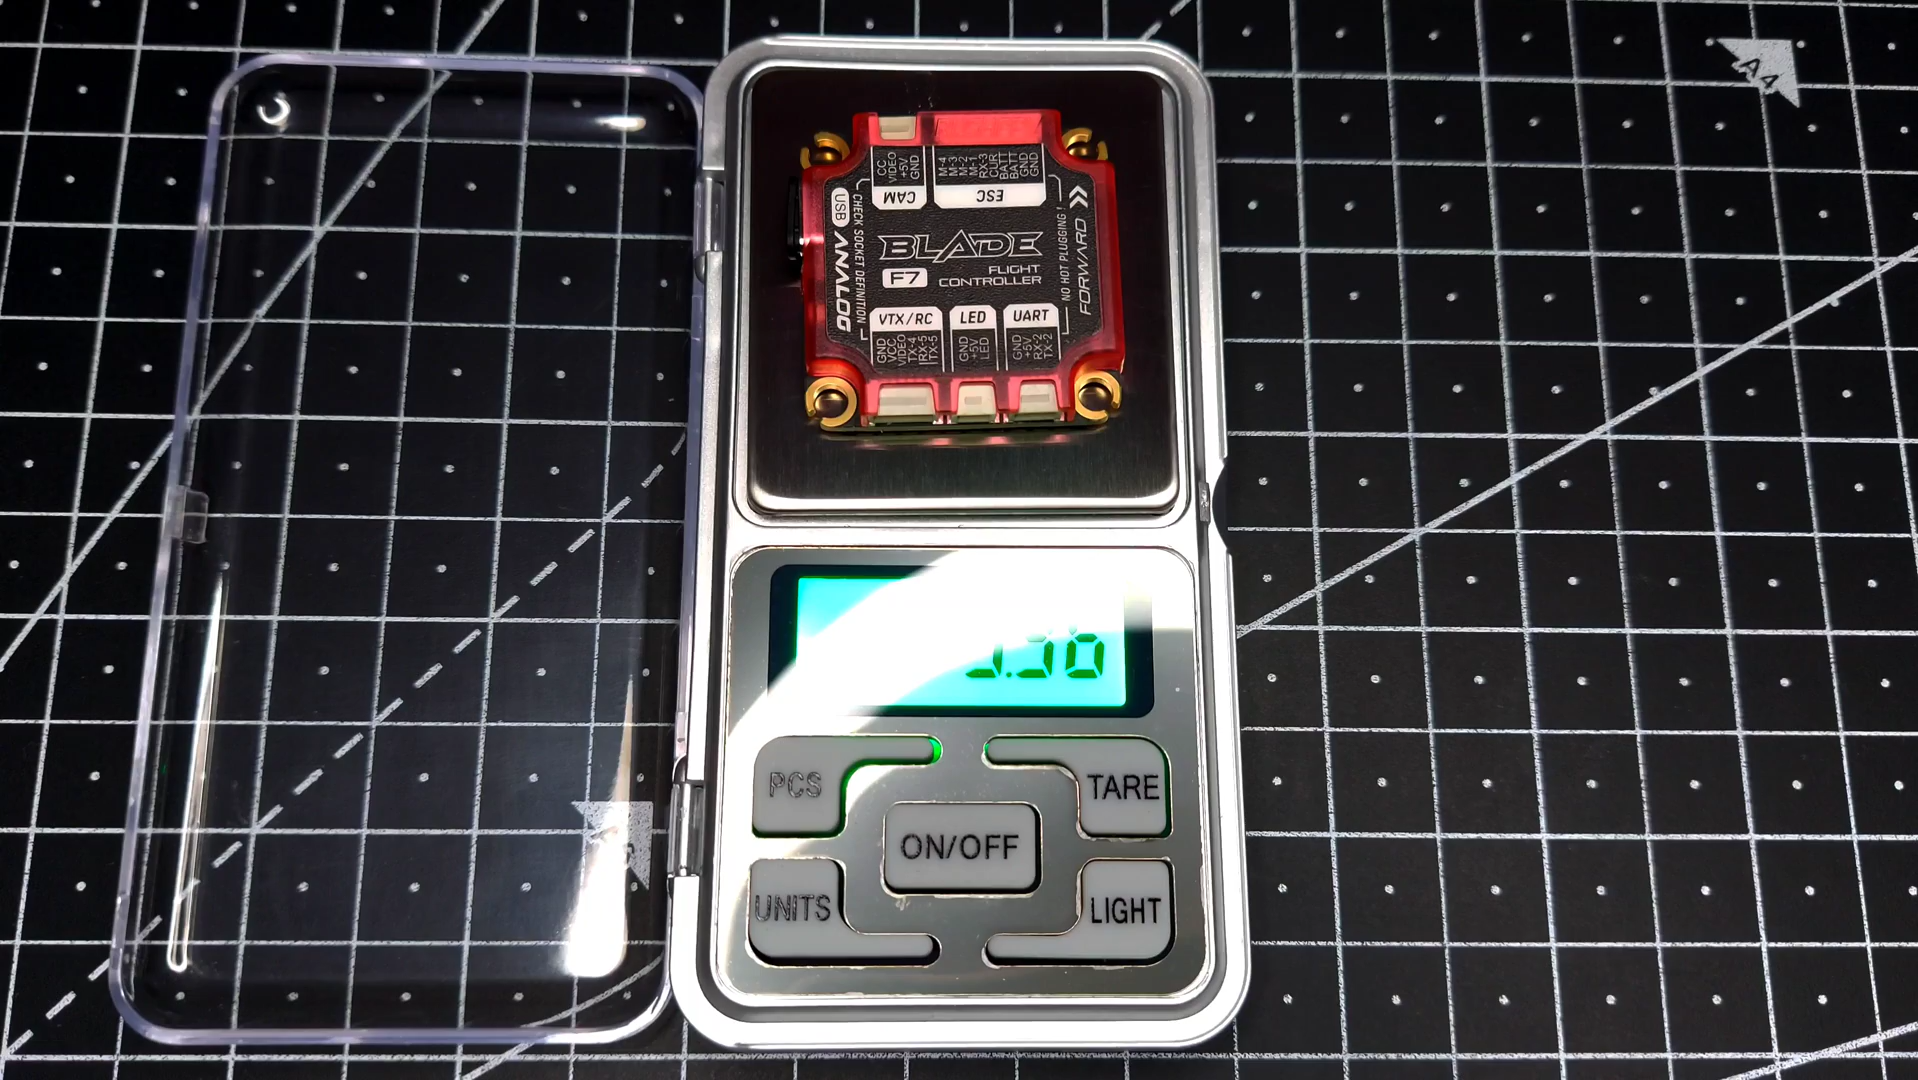 A4
CC
VIDEO
+5V
GND
CAM
M-4
M-3
M-2
M-1
RX-3
CUR
BATT
BATT
GND
GND
ESC
USB
ANALOG
CHECK SOCKET DEFINITION
BLADE
F7 FLIGHT
CONTROLLER
NO HOT PLUGGING !
FORWARD
VTX/RC
GND
VCC
VIDEO
TX-4
RX-5
TX-5
LED
GND
+5V
LED
UART
GND
+5V
RX-2
TX-2
PCS
TARE
ON/OFF
UNITS
LIGHT